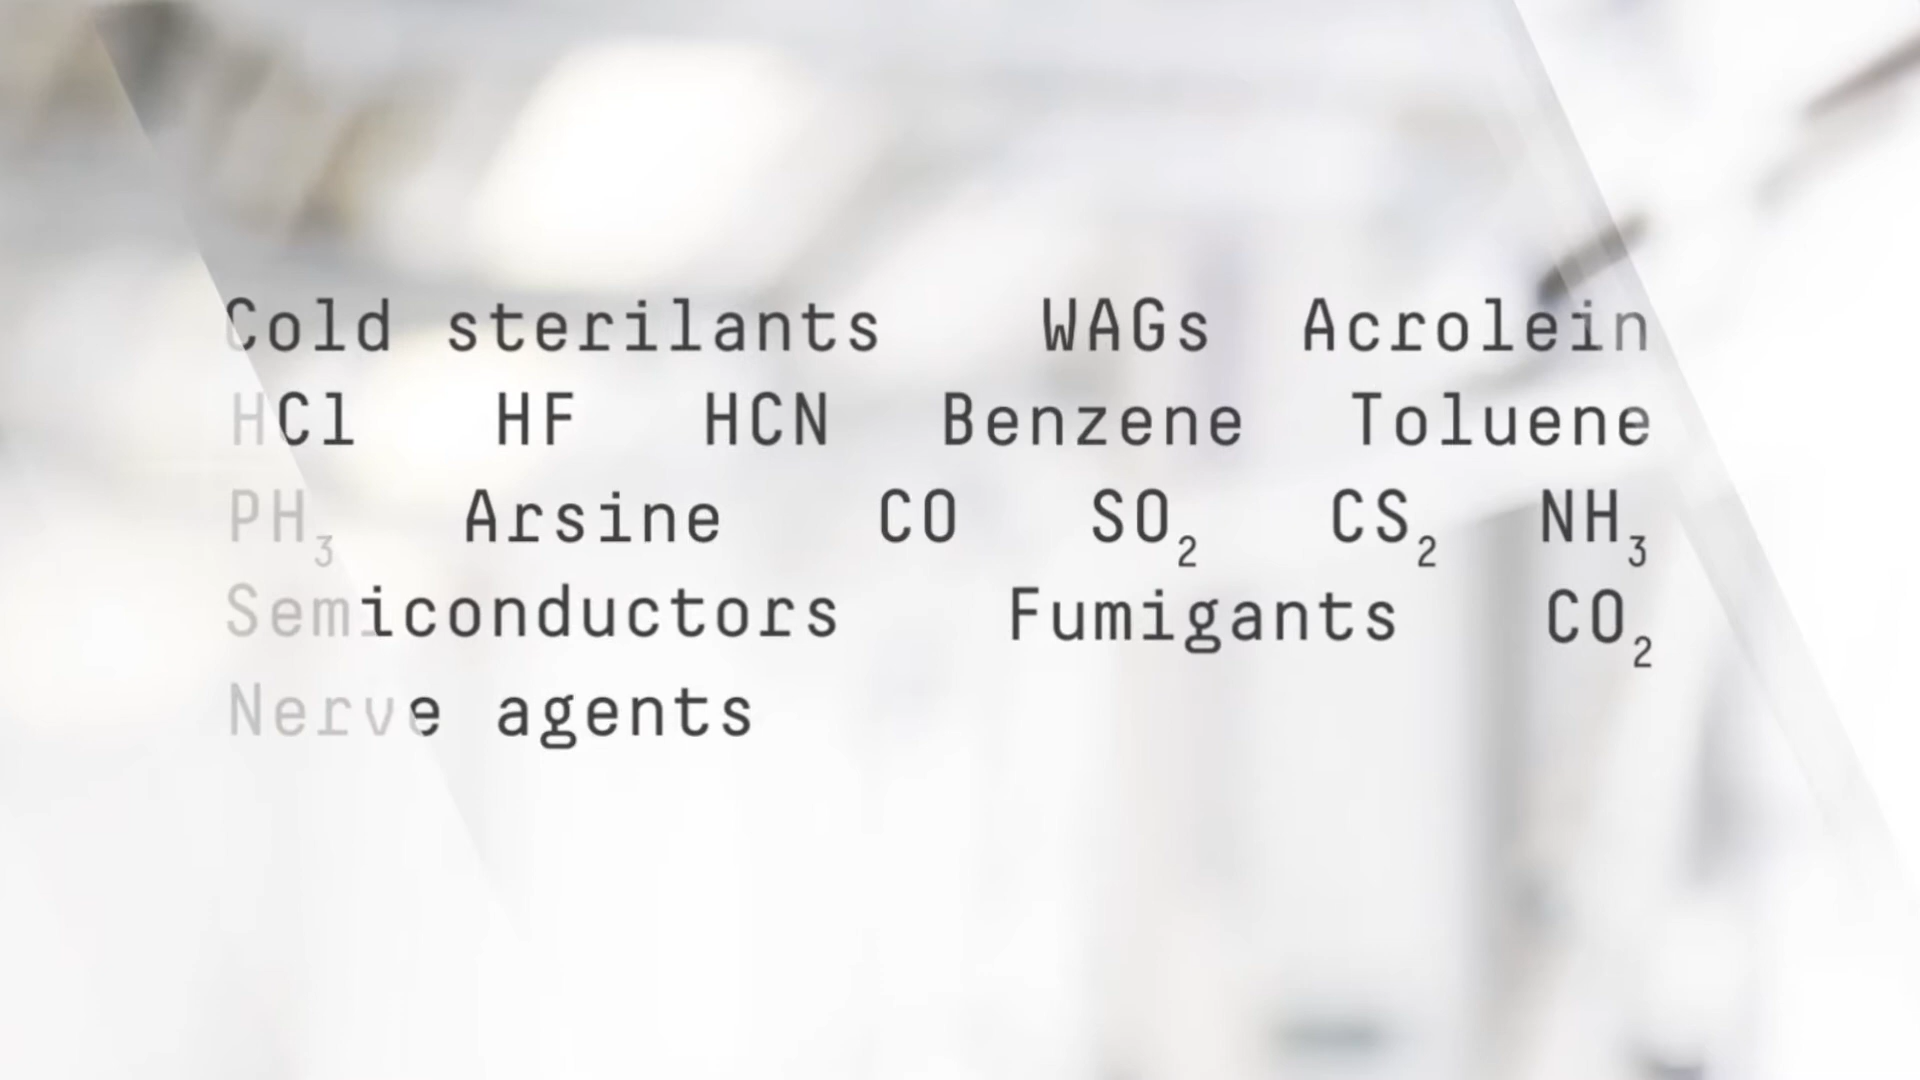 Cold sterilants WAGs Acrolein
HCl HF HCN Benzene Toluene
PH₃ Arsine CO SO₂ CS₂ NH₃
Semiconductors Fumigants CO₂
Nerve agents